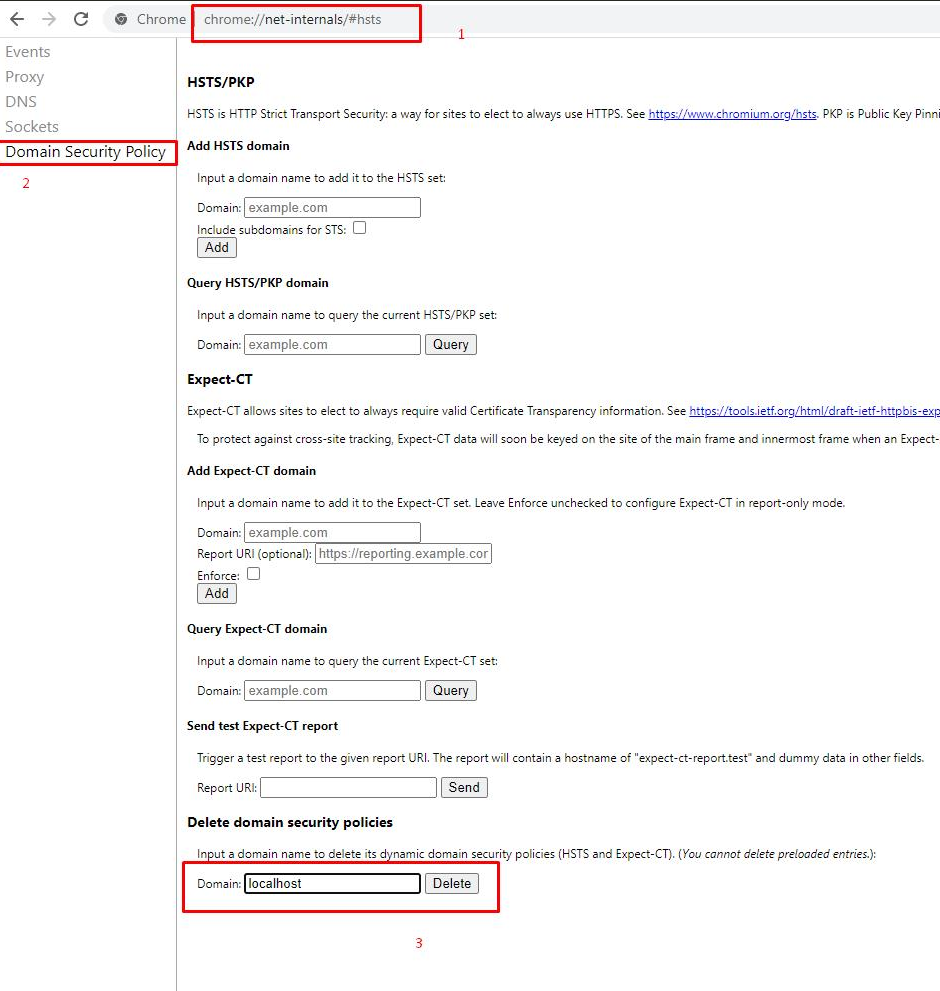 Chrome chrome://net-internals/#hsts
1
Events
Proxy
DNS
Sockets
Domain Security Policy
2
HSTS/PKP
HSTS is HTTP Strict Transport Security: a way for sites to elect to always use HTTPS. See https://www.chromium.org/hsts. PKP is Public Key Pinni
Add HSTS domain
Input a domain name to add it to the HSTS set:
Domain: example.com
Include subdomains for STS:
Add
Query HSTS/PKP domain
Input a domain name to query the current HSTS/PKP set:
Domain: example.com Query
Expect-CT
Expect-CT allows sites to elect to always require valid Certificate Transparency information. See https://tools.ietf.org/html/draft-ietf-httpbis-exp
To protect against cross-site tracking, Expect-CT data will soon be keyed on the site of the main frame and innermost frame when an Expect-
Add Expect-CT domain
Input a domain name to add it to the Expect-CT set. Leave Enforce unchecked to configure Expect-CT in report-only mode.
Domain: example.com
Report URI (optional): https://reporting.example.cor
Enforce:
Add
Query Expect-CT domain
Input a domain name to query the current Expect-CT set:
Domain: example.com Query
Send test Expect-CT report
Trigger a test report to the given report URI. The report will contain a hostname of "expect-ct-report.test" and dummy data in other fields.
Report URI: Send
Delete domain security policies
Input a domain name to delete its dynamic domain security policies (HSTS and Expect-CT). (You cannot delete preloaded entries.):
Domain: localhost Delete
3